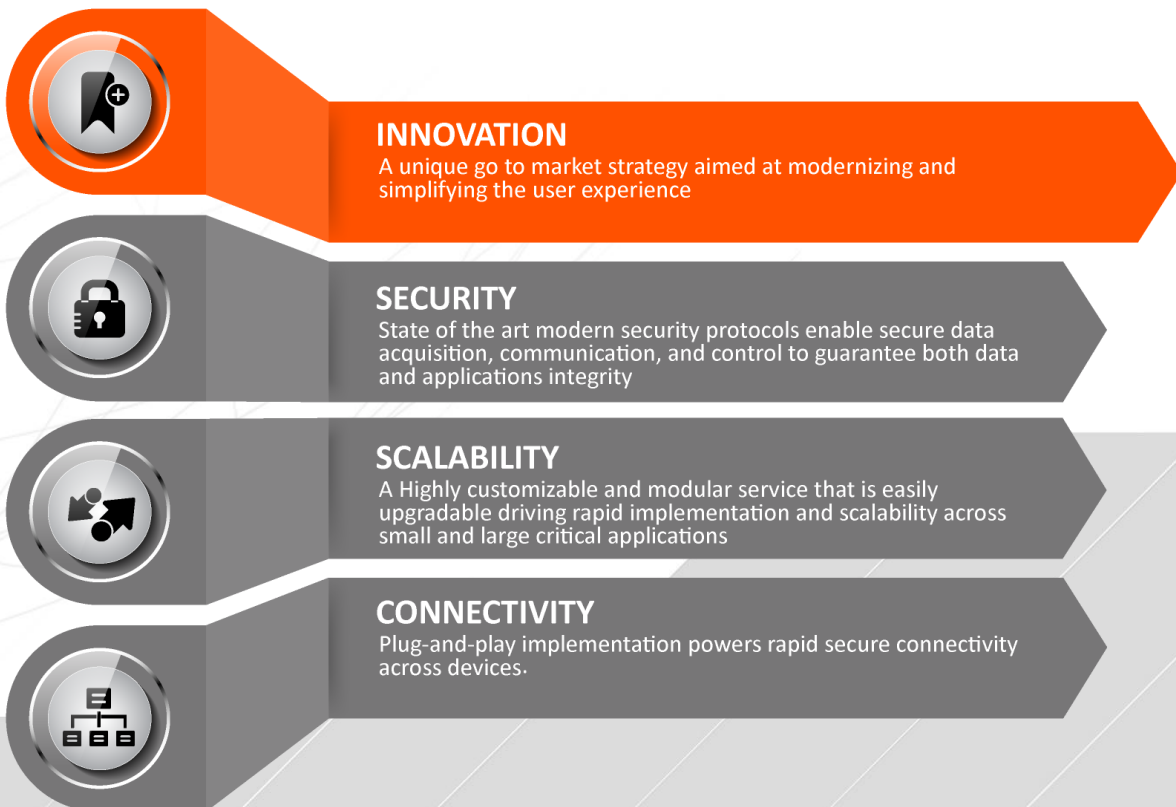 INNOVATION
A unique go to market strategy aimed at modernizing and
simplifying the user experience
SECURITY
State of the art modern security protocols enable secure data
acquisition, communication, and control to guarantee both data
and applications integrity
SCALABILITY
A Highly customizable and modular service that is easily
upgradable driving rapid implementation and scalability across
small and large critical applications
CONNECTIVITY
Plug-and-play implementation powers rapid secure connectivity
across devices.